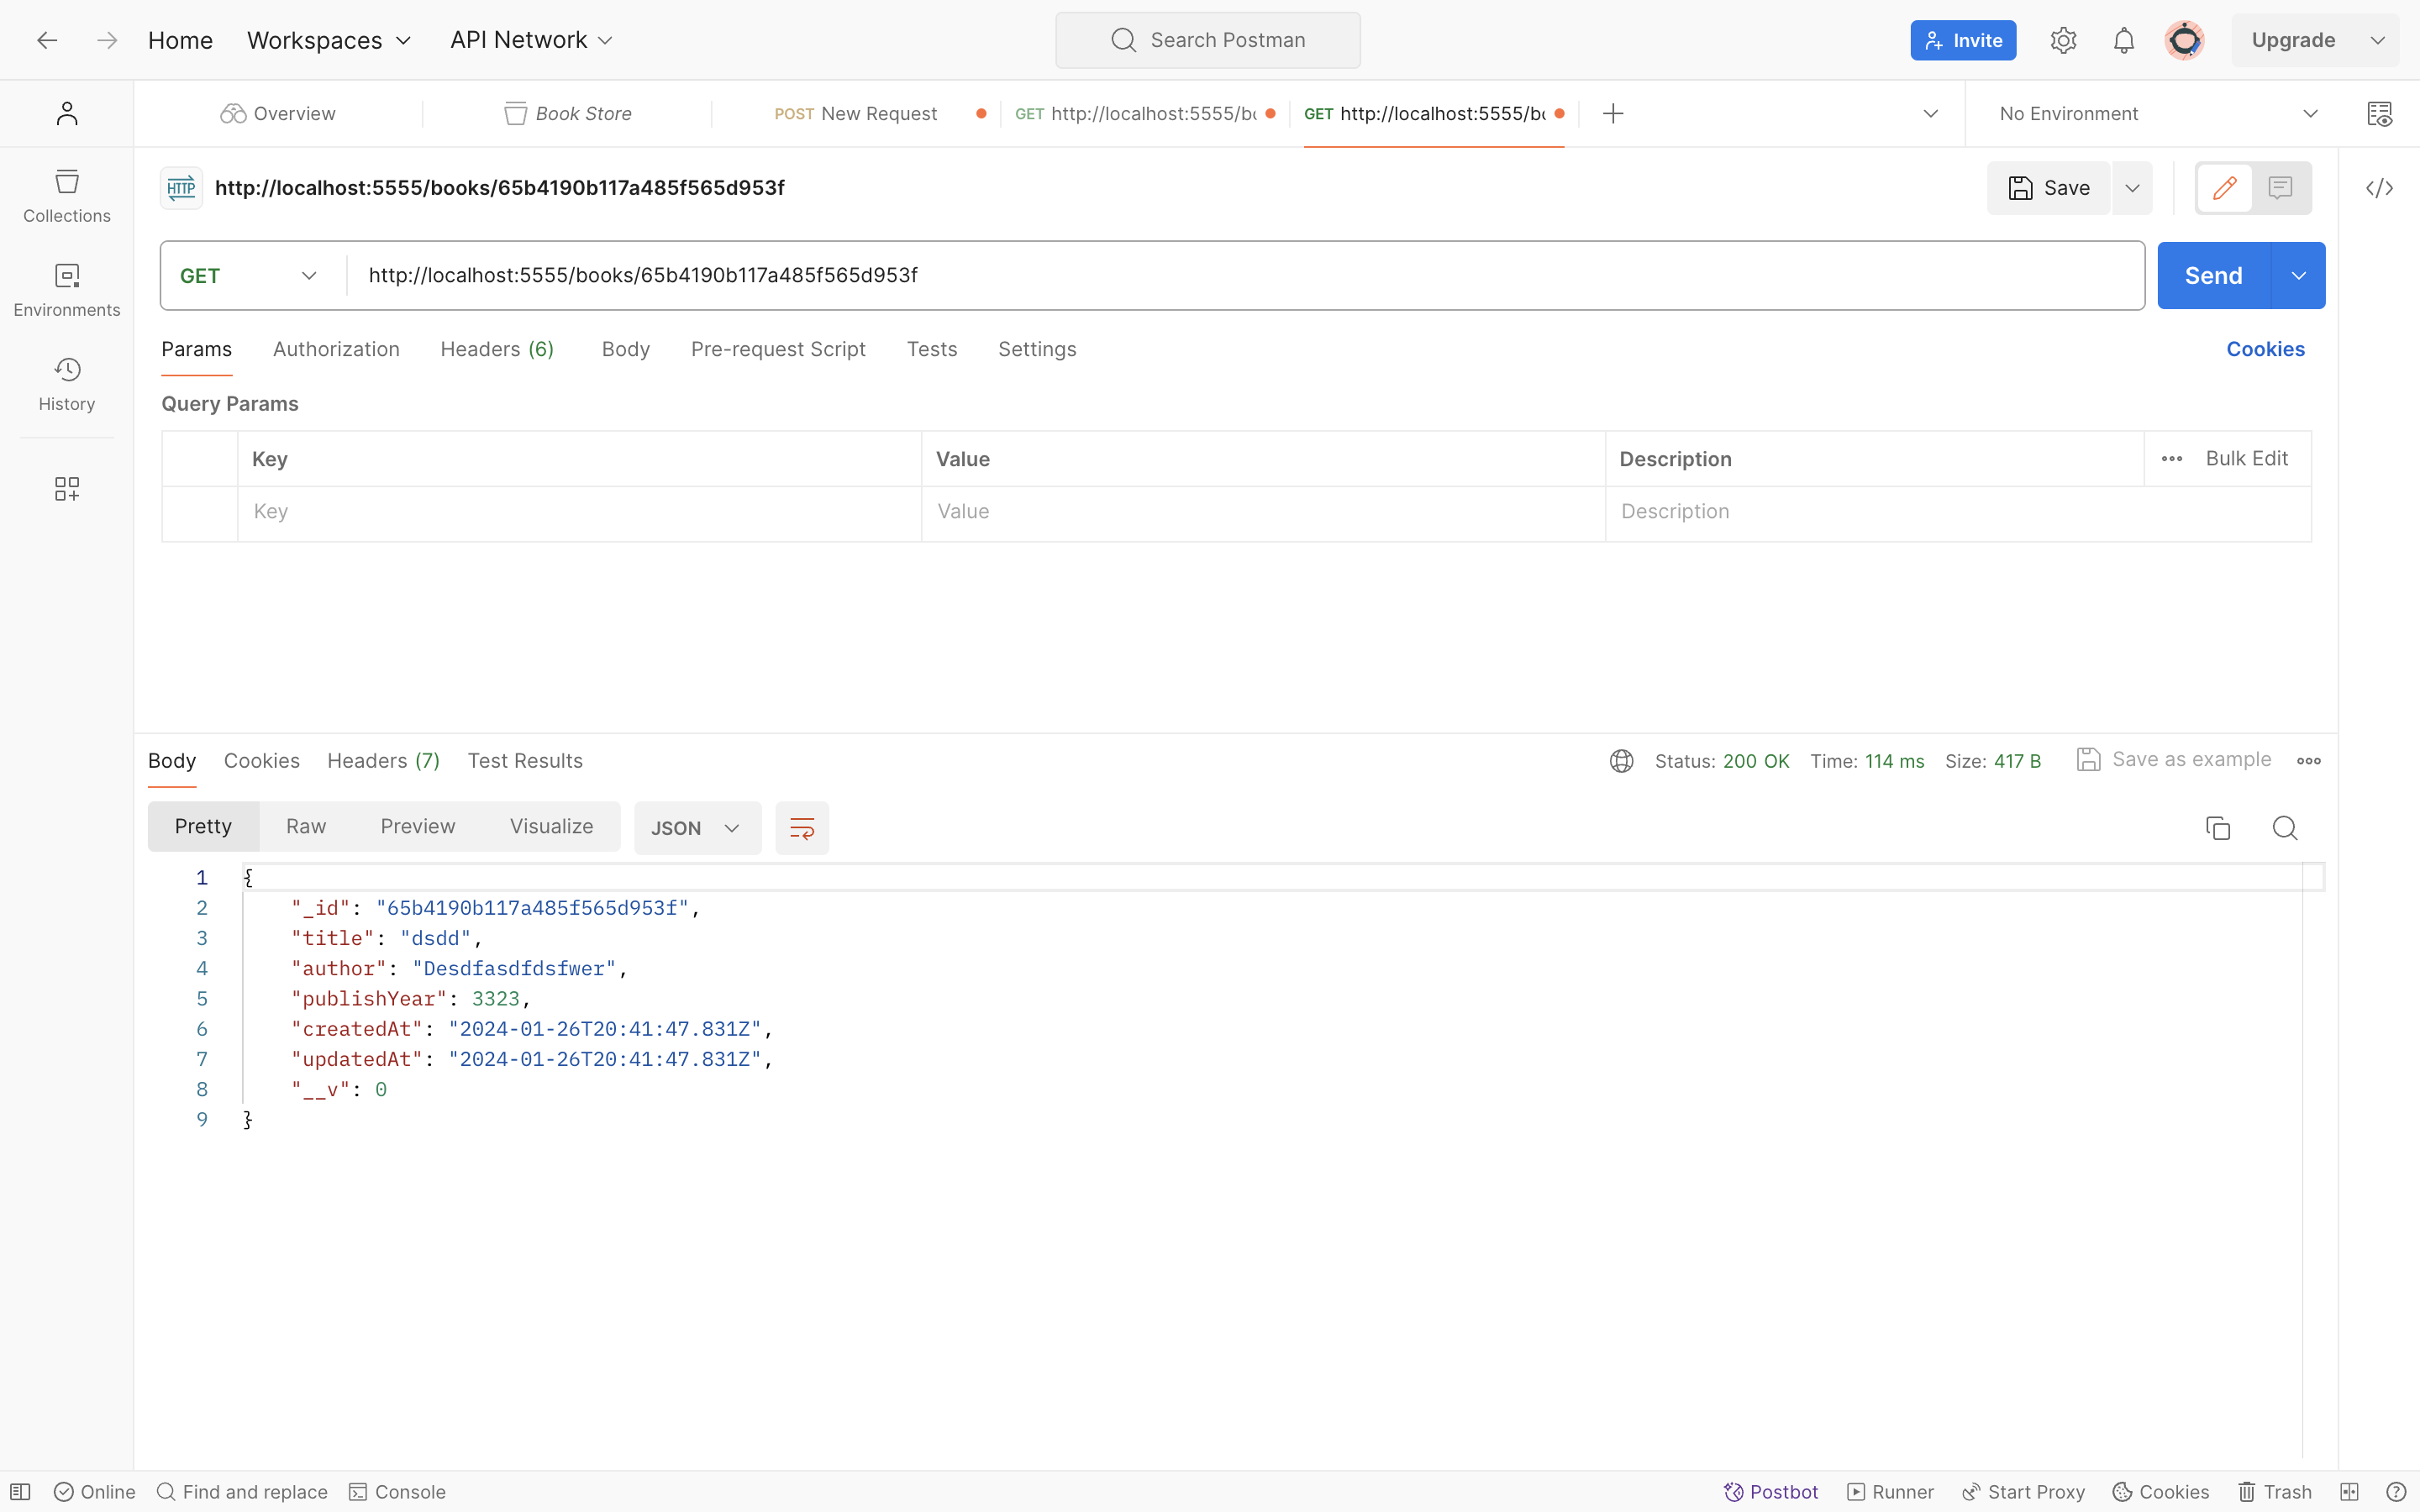 Home Workspaces API Network Search Postman Invite Upgrade
Overview Book Store POST New Request GET http://localhost:5555/b GET http://localhost:5555/b No Environment
HTTP http://localhost:5555/books/65b4190b117a485f565d953f Save
Collections
GET http://localhost:5555/books/65b4190b117a485f565d953f Send
Environments
Params Authorization Headers (6) Body Pre-request Script Tests Settings Cookies
History
Query Params
Key Value Description Bulk Edit
Key Value Description
Body Cookies Headers (7) Test Results Status: 200 OK Time: 114 ms Size: 417 B Save as example
Pretty Raw Preview Visualize JSON
1 {
2 "_id": "65b4190b117a485f565d953f",
3 "title": "dsdd",
4 "author": "Desdfasdfdsfwer",
5 "publishYear": 3323,
6 "createdAt": "2024-01-26T20:41:47.831Z",
7 "updatedAt": "2024-01-26T20:41:47.831Z",
8 "__v": 0
9 }
Online Find and replace Console Postbot Runner Start Proxy Cookies Trash